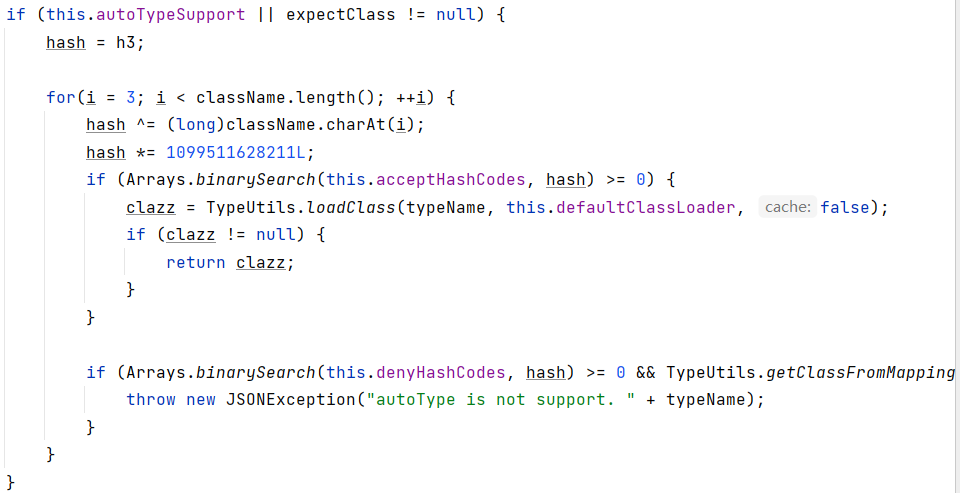 if (this.autoTypeSupport || expectClass != null) {
    hash = h3;

    for(i = 3; i < className.length(); ++i) {
        hash ^= (long)className.charAt(i);
        hash *= 1099511628211L;
        if (Arrays.binarySearch(this.acceptHashCodes, hash) >= 0) {
            clazz = TypeUtils.loadClass(typeName, this.defaultClassLoader, cache: false);
            if (clazz != null) {
                return clazz;
            }
        }

        if (Arrays.binarySearch(this.denyHashCodes, hash) >= 0 && TypeUtils.getClassFromMapping
            throw new JSONException("autoType is not support. " + typeName);
        }
    }
}